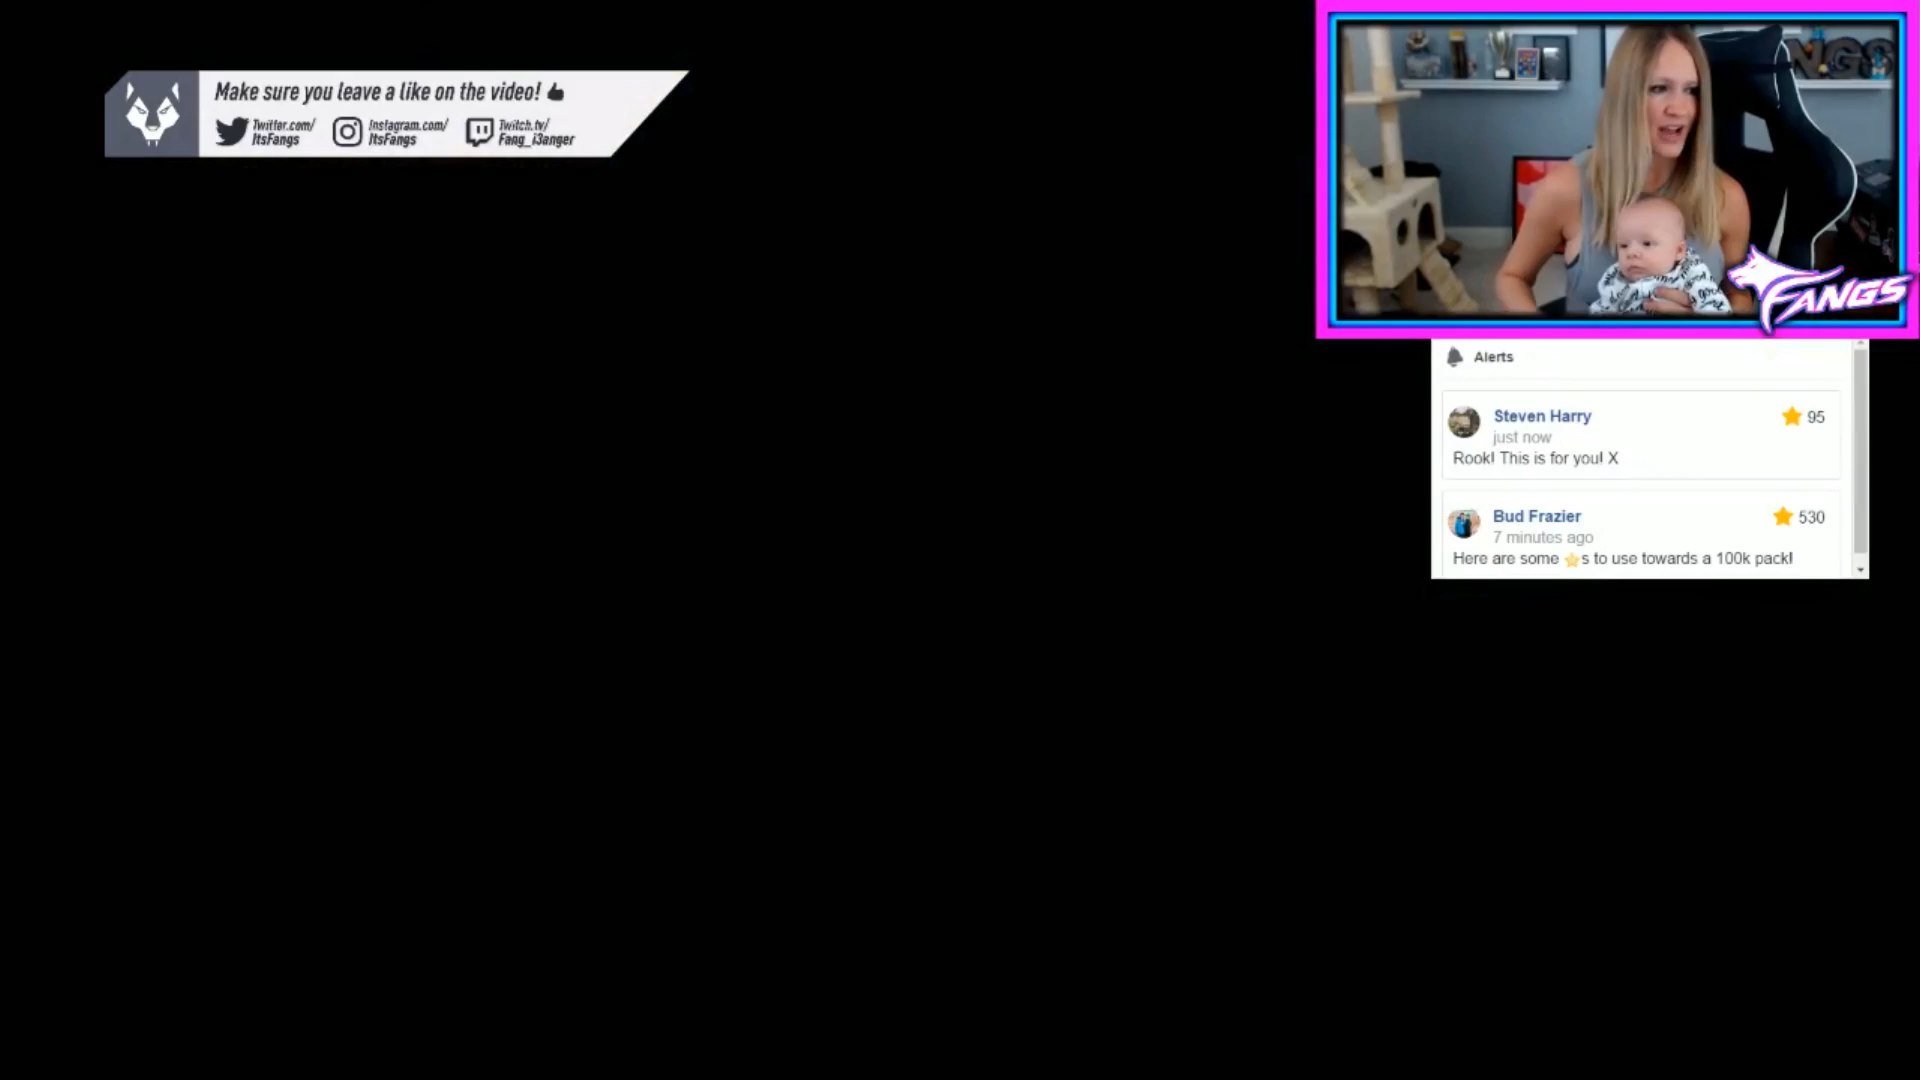 Make sure you leave a like on the video!
Twitter.com/
ItsFangs
Instagram.com/
ItsFangs
Twitch.tv/
Fang_i3anger
FANGS
Alerts
Steven Harry
95
just now
Rook! This is for you! X
Bud Frazier
530
7 minutes ago
Here are some ⭐s to use towards a 100k pack!